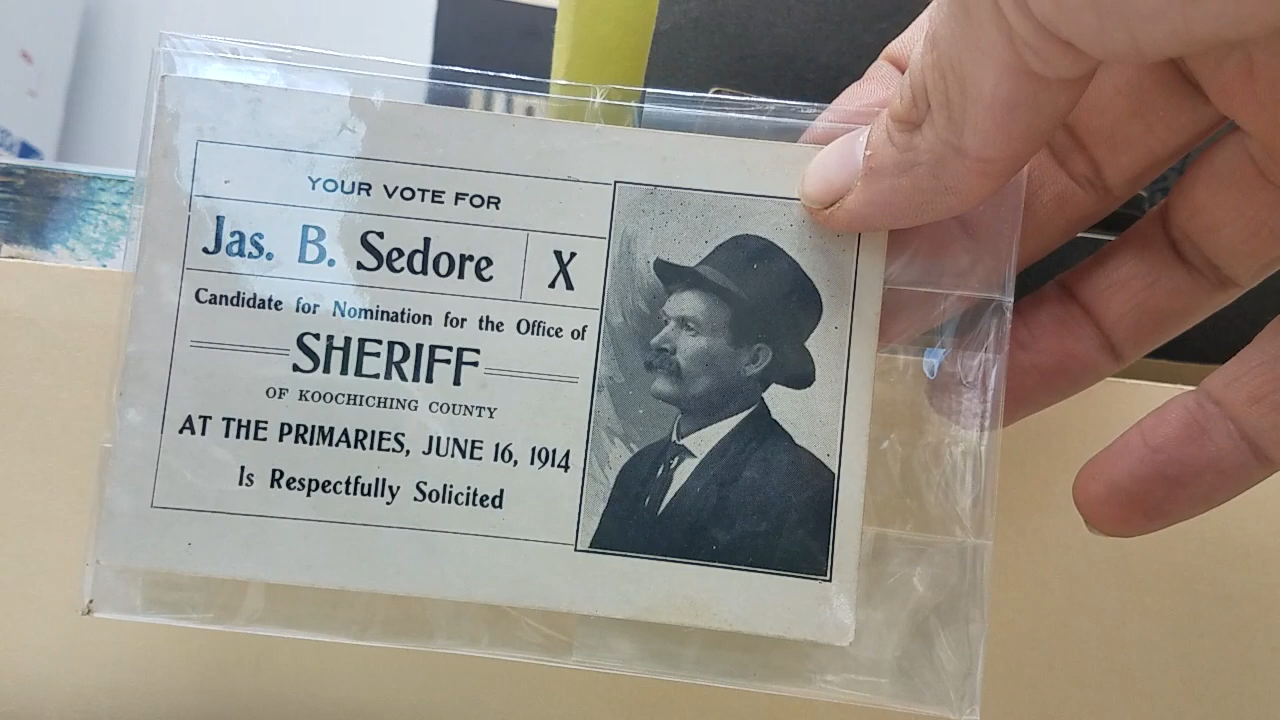 YOUR VOTE FOR
Jas. B. Sedore X
Candidate for Nomination for the Office of
SHERIFF
OF KOOCHICHING COUNTY
AT THE PRIMARIES, JUNE 16, 1914
Is Respectfully Solicited